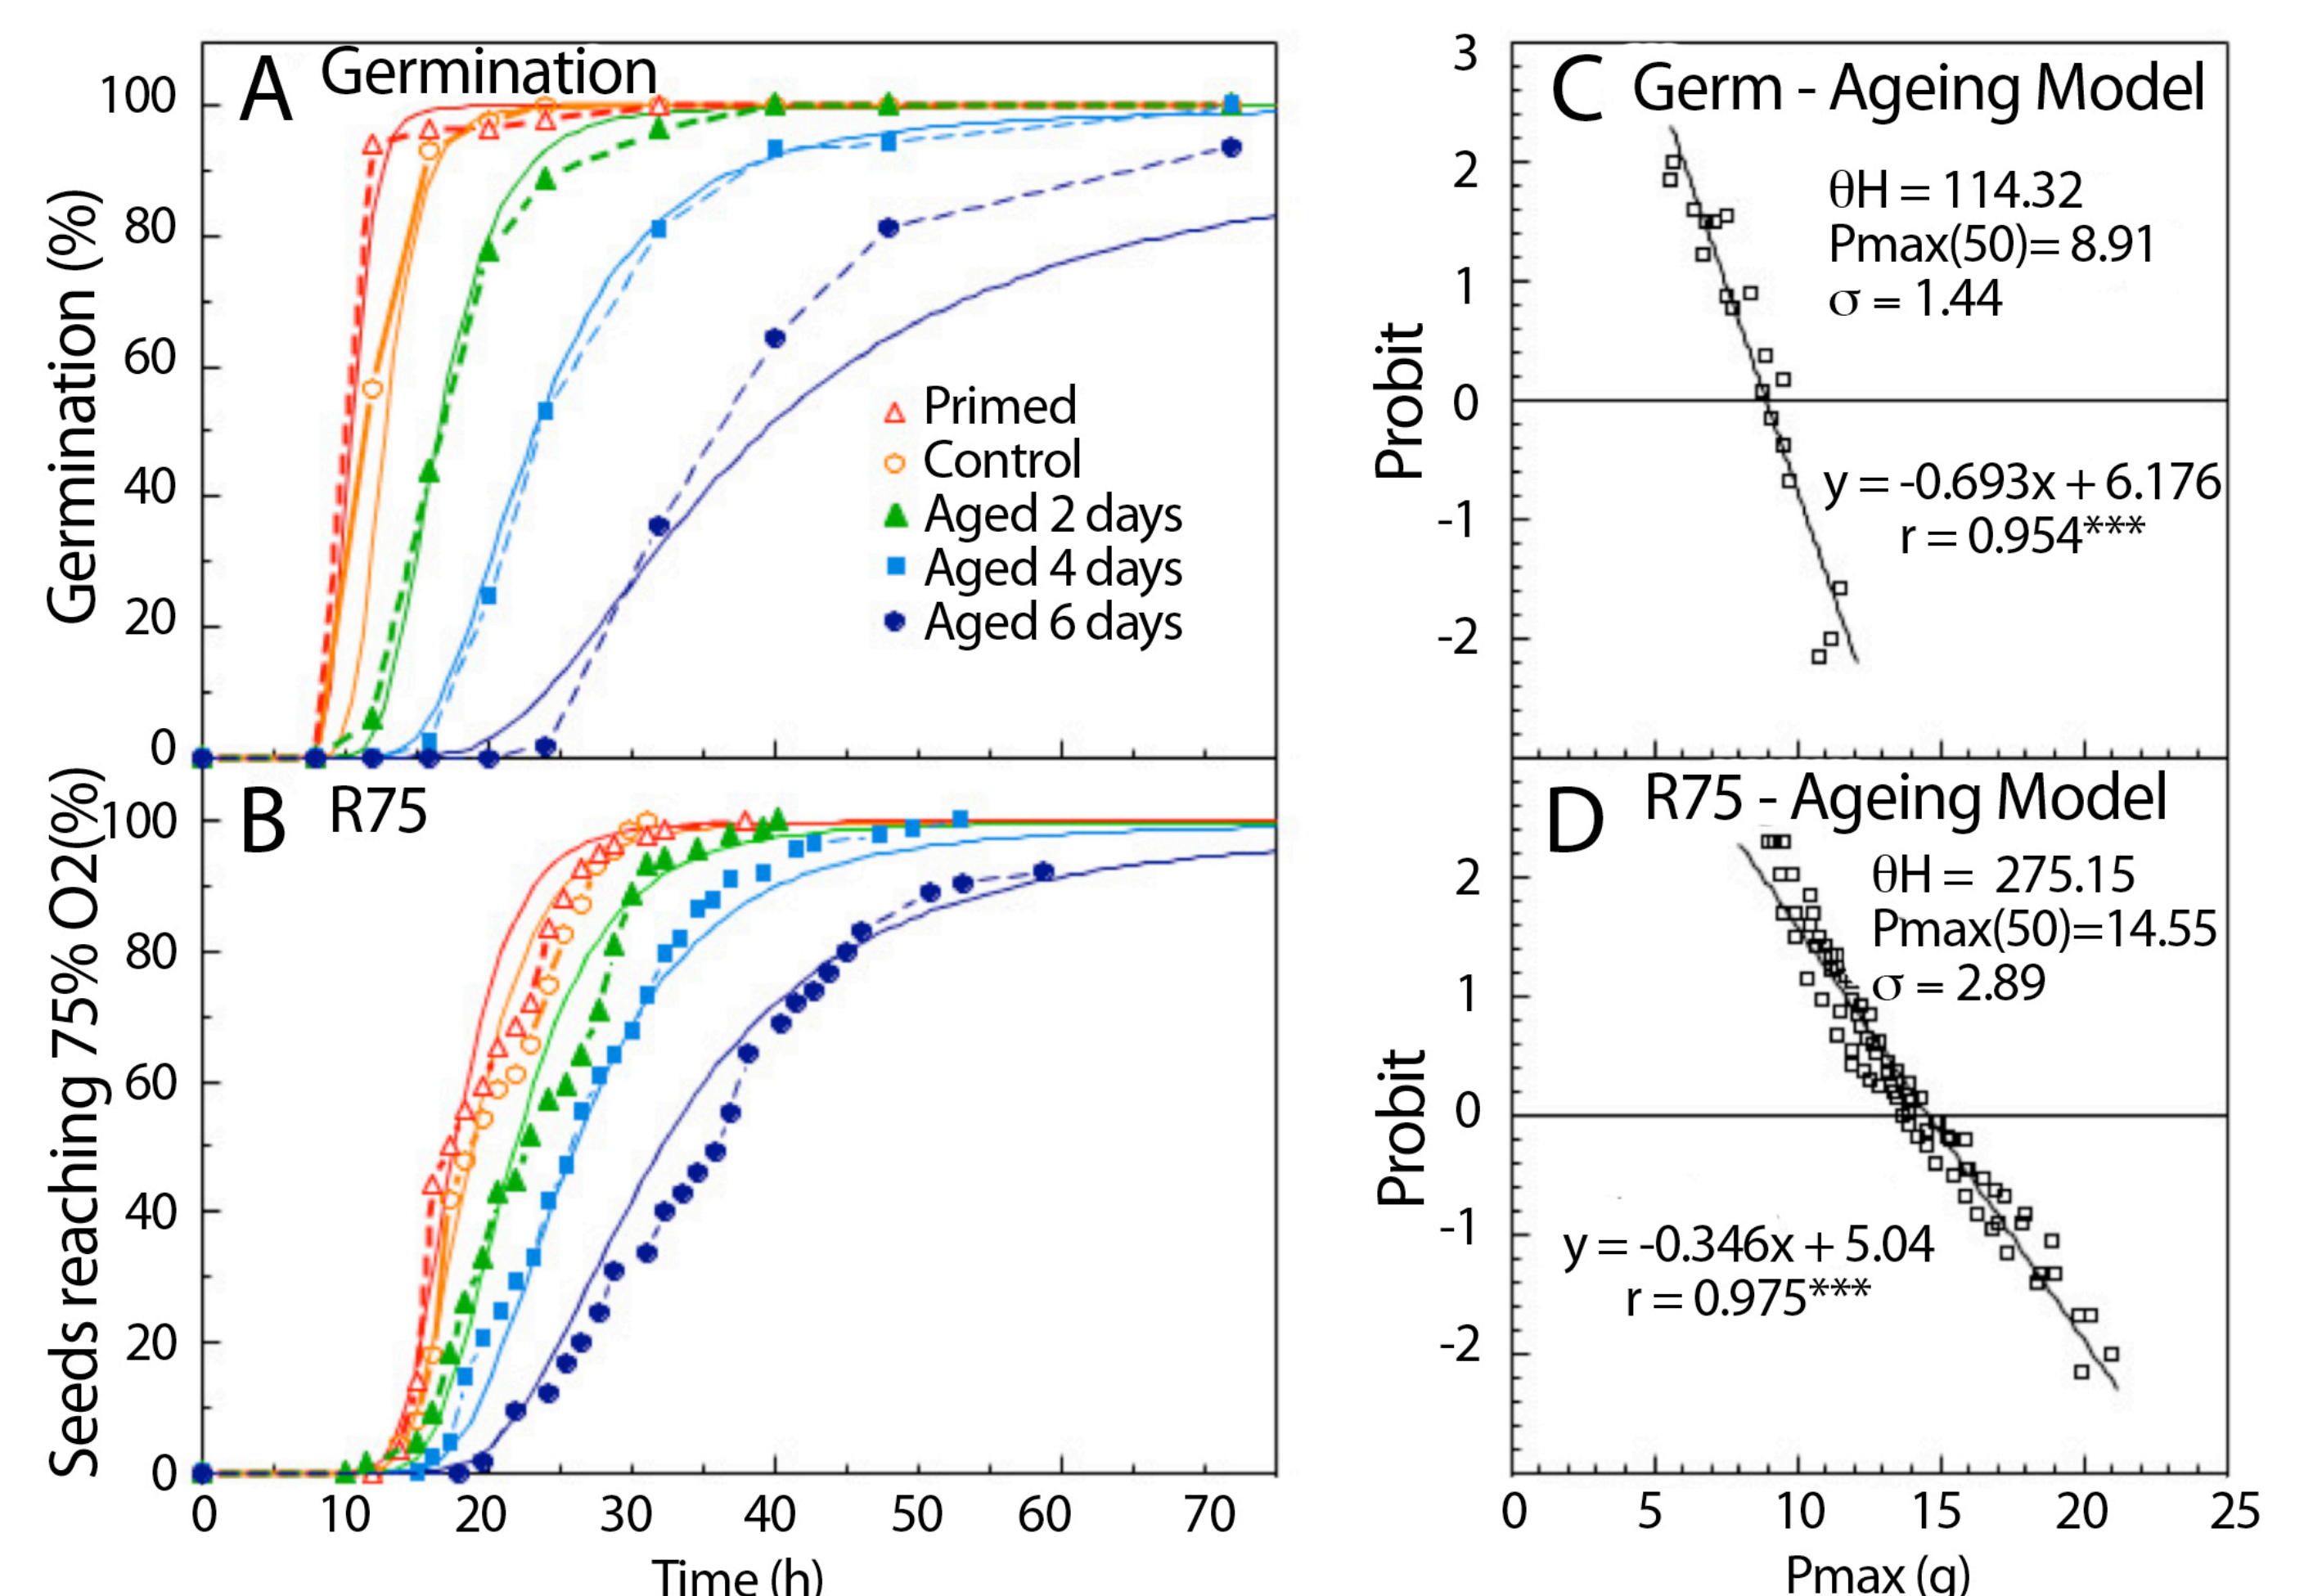 A Germination
100
80
60
40
20
0
Germination (%)
Primed
Control
Aged 2 days
Aged 4 days
Aged 6 days
B R75
100
80
60
40
20
0
Seeds reaching 75% O2(%)
0 10 20 30 40 50 60 70
Time (h)
C Germ - Ageing Model
3
2
1
0
-1
-2
Probit
θH = 114.32
Pmax(50)= 8.91
σ = 1.44
y = -0.693x + 6.176
r = 0.954***
D R75 - Ageing Model
2
1
0
-1
-2
Probit
θH = 275.15
Pmax(50)=14.55
σ = 2.89
y = -0.346x + 5.04
r = 0.975***
0 5 10 15 20 25
Pmax (g)